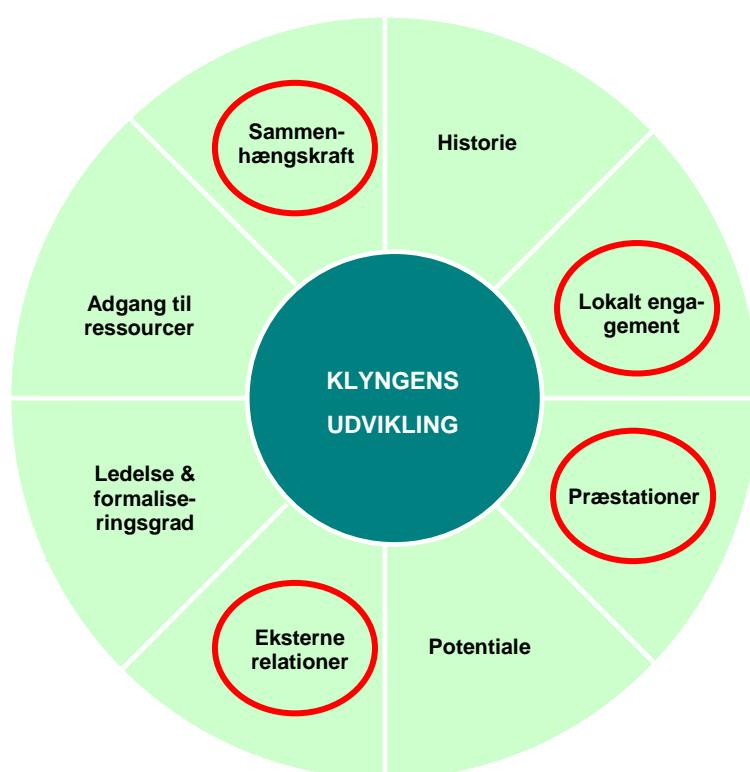 Sammen-
hængskraft
Historie
Lokalt enga-
gement
Præstationer
Potentiale
Eksterne
relationer
Ledelse &
formalise-
ringsgrad
Adgang til
ressourcer
KLYNGENS
UDVIKLING